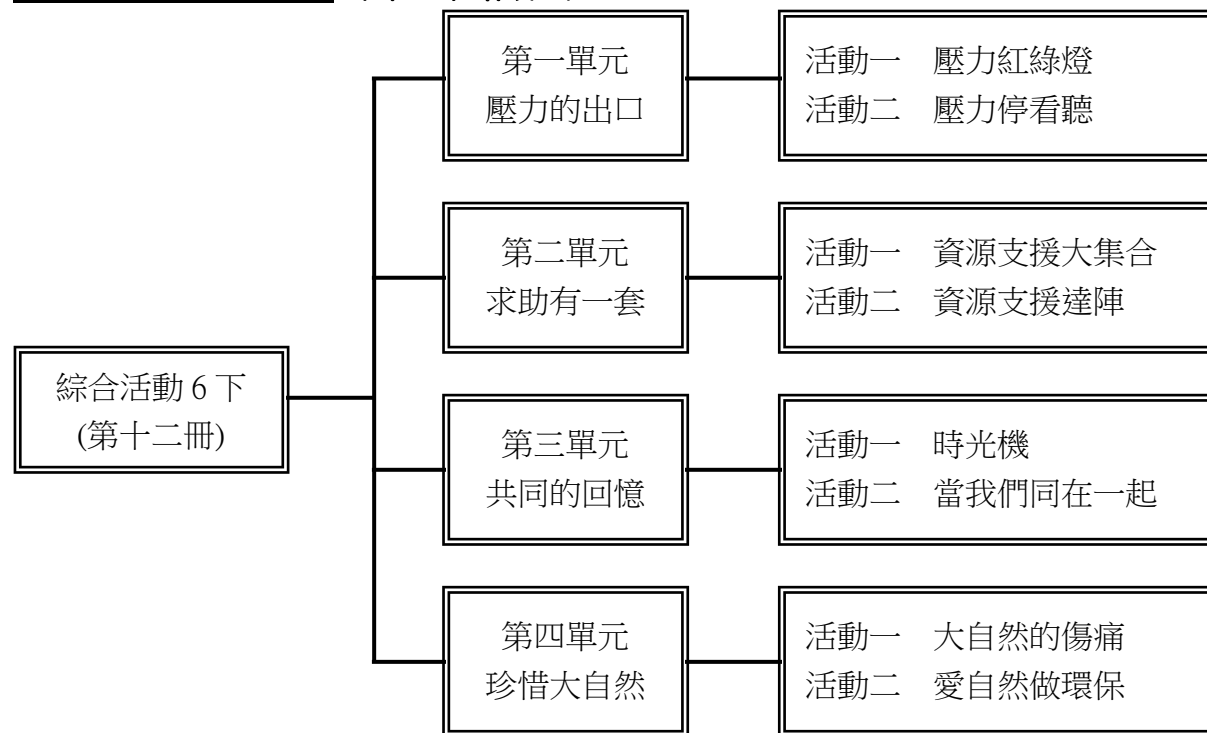 第一單元
壓力的出口
活動一　壓力紅綠燈
活動二　壓力停看聽
第二單元
求助有一套
活動一　資源支援大集合
活動二　資源支援達陣
綜合活動 6 下
(第十二冊)
第三單元
共同的回憶
活動一　時光機
活動二　當我們同在一起
第四單元
珍惜大自然
活動一　大自然的傷痛
活動二　愛自然做環保